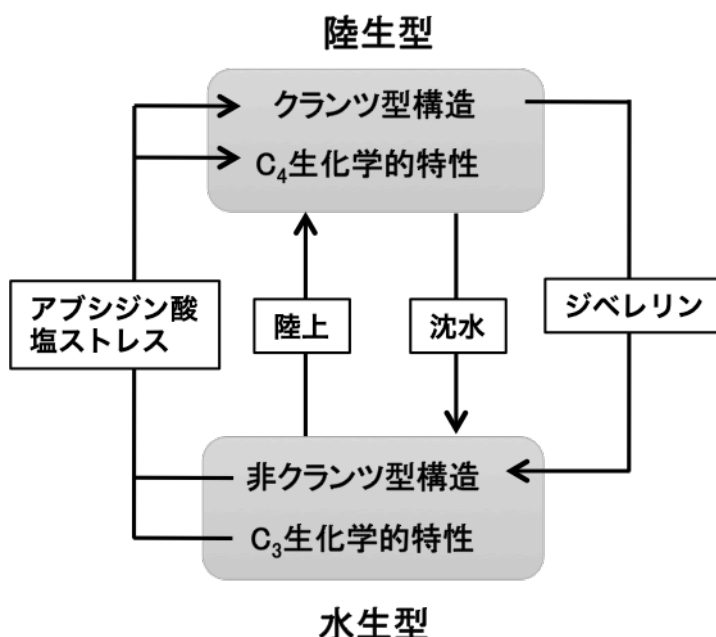 陸生型
クランツ型構造
C₄生化学的特性
アブシジン酸
塩ストレス
陸上
沈水
ジベレリン
非クランツ型構造
C₃生化学的特性
水生型